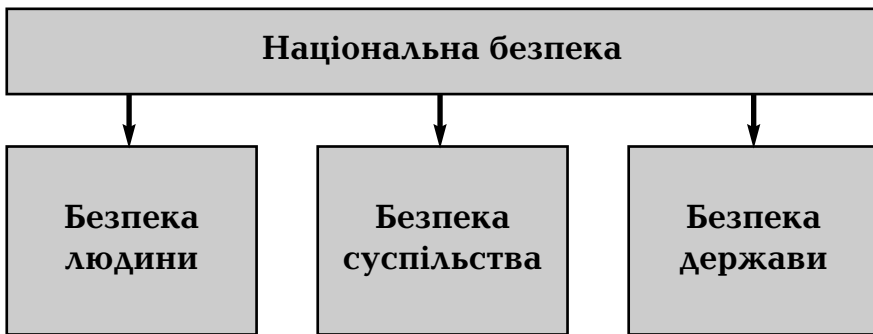 Національна безпека
Безпека
людини
Безпека
суспільства
Безпека
держави